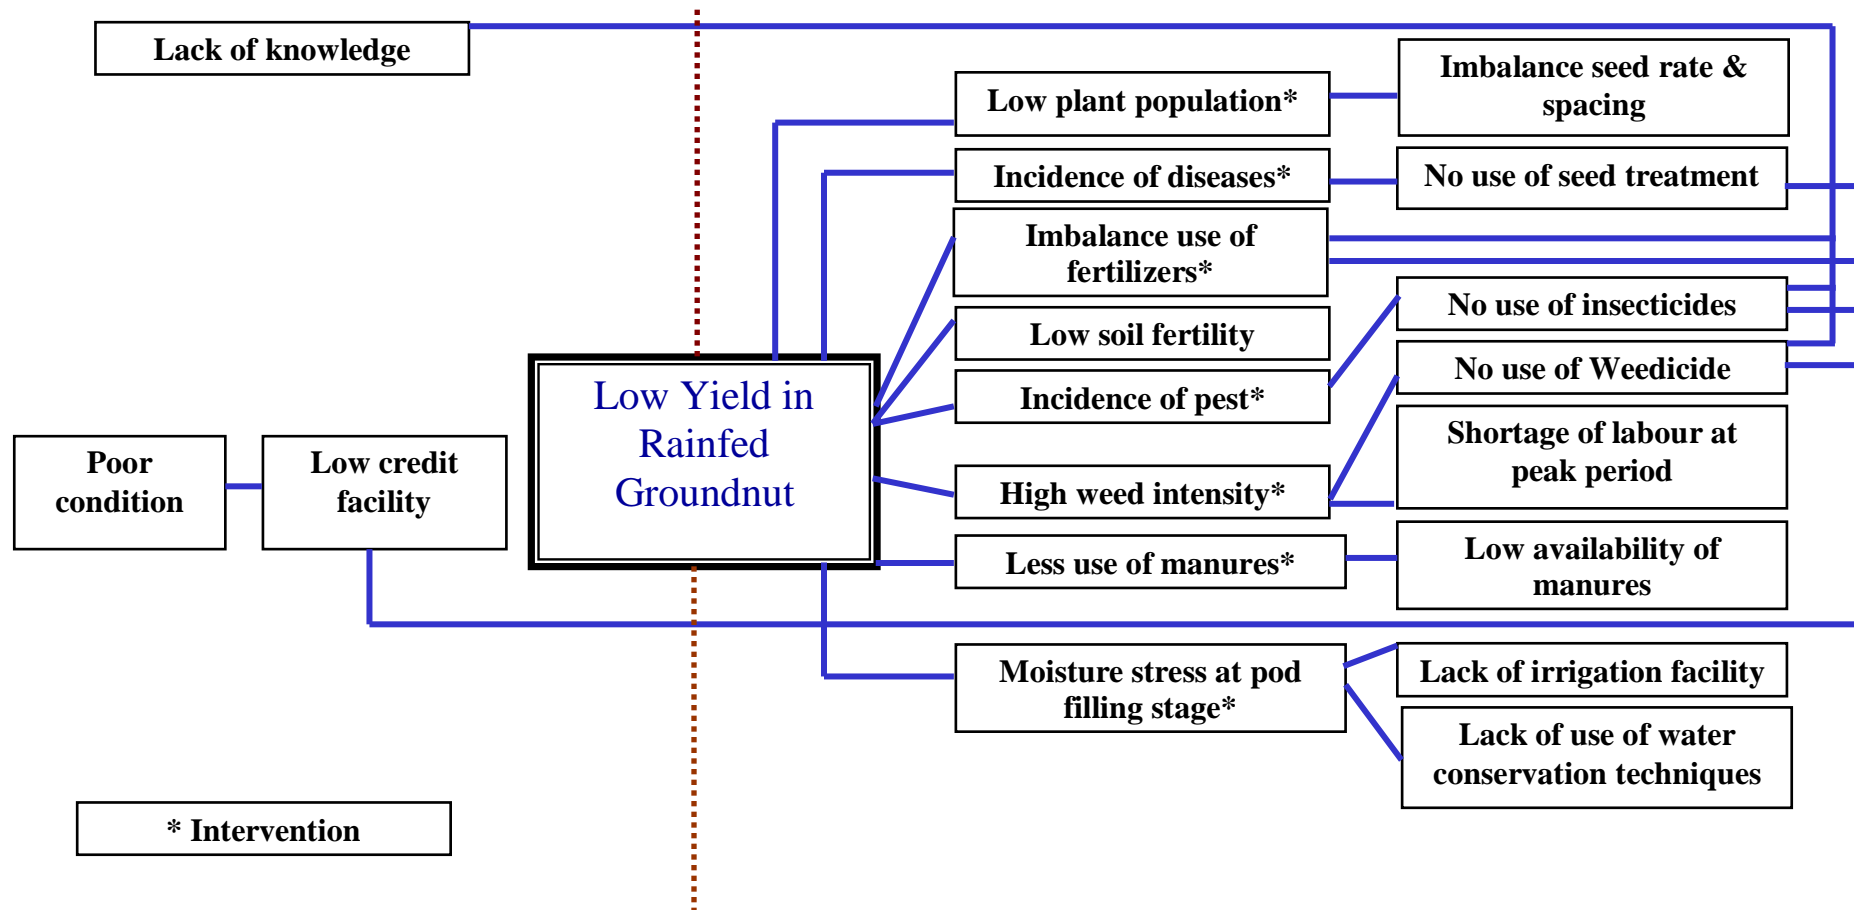 Lack of knowledge
Low plant population*
Imbalance seed rate &
spacing
Incidence of diseases*
No use of seed treatment
Imbalance use of
fertilizers*
No use of insecticides
Low soil fertility
No use of Weedicide
Incidence of pest*
Low Yield in
Rainfed
Groundnut
Poor
condition
Low credit
facility
Shortage of labour at
peak period
High weed intensity*
Less use of manures*
Low availability of
manures
Moisture stress at pod
filling stage*
Lack of irrigation facility
Lack of use of water
conservation techniques
* Intervention